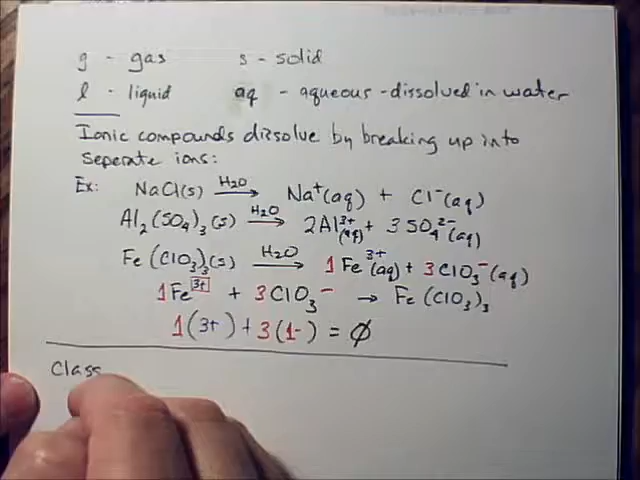 g - gas s - solid
l - liquid aq - aqueous - dissolved in water
Ionic compounds dissolve by breaking up into
seperate ions:
Ex: NaCl(s) H₂O→ Na⁺(aq) + Cl⁻(aq)
Al₂(SO₄)₃(s) H₂O→ 2Al³⁺(aq) + 3SO₄²⁻(aq)
Fe(ClO₃)₃(s) H₂O→ 1Fe³⁺(aq) + 3ClO₃⁻(aq)
1Fe³⁺ + 3ClO₃⁻ → Fe(ClO₃)₃
1(3+) + 3(1-) = ∅
Class